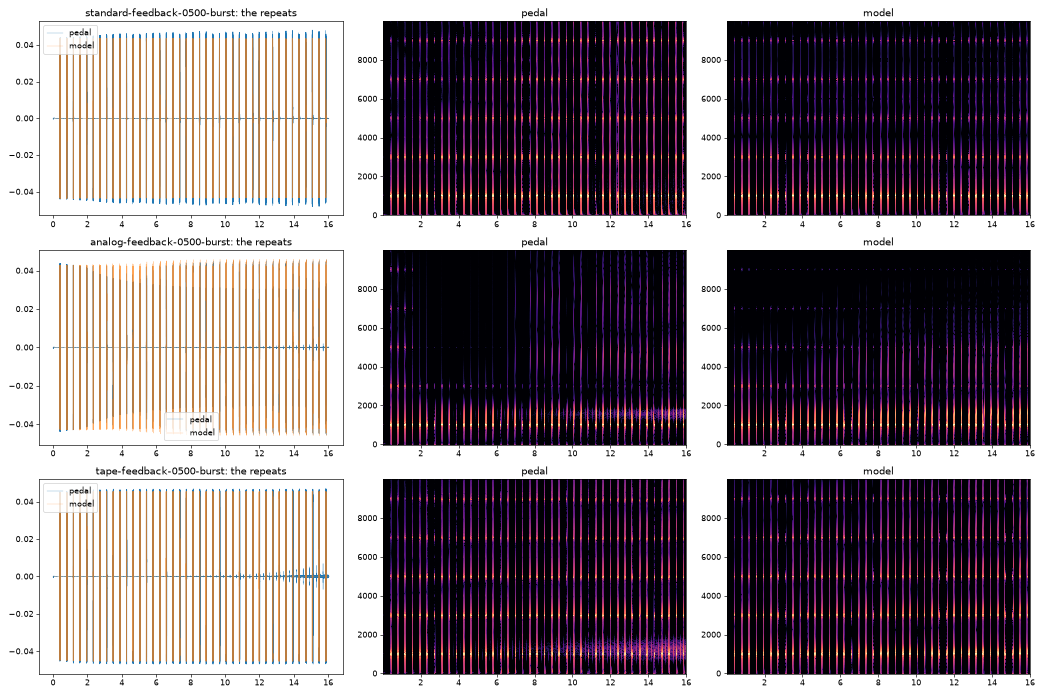 standard-feedback-0500-burst: the repeats
pedal
model
pedal
model
0.04
0.02
0.00
−0.02
−0.04
0 2 4 6 8 10 12 14 16
8000
6000
4000
2000
0
2 4 6 8 10 12 14 16
8000
6000
4000
2000
0
2 4 6 8 10 12 14 16
analog-feedback-0500-burst: the repeats
pedal
model
0.04
0.02
0.00
−0.02
−0.04
pedal
model
0 2 4 6 8 10 12 14 16
8000
6000
4000
2000
0
2 4 6 8 10 12 14 16
8000
6000
4000
2000
0
2 4 6 8 10 12 14 16
tape-feedback-0500-burst: the repeats
pedal
model
pedal
model
0.04
0.02
0.00
−0.02
−0.04
0 2 4 6 8 10 12 14 16
8000
6000
4000
2000
0
2 4 6 8 10 12 14 16
8000
6000
4000
2000
0
2 4 6 8 10 12 14 16